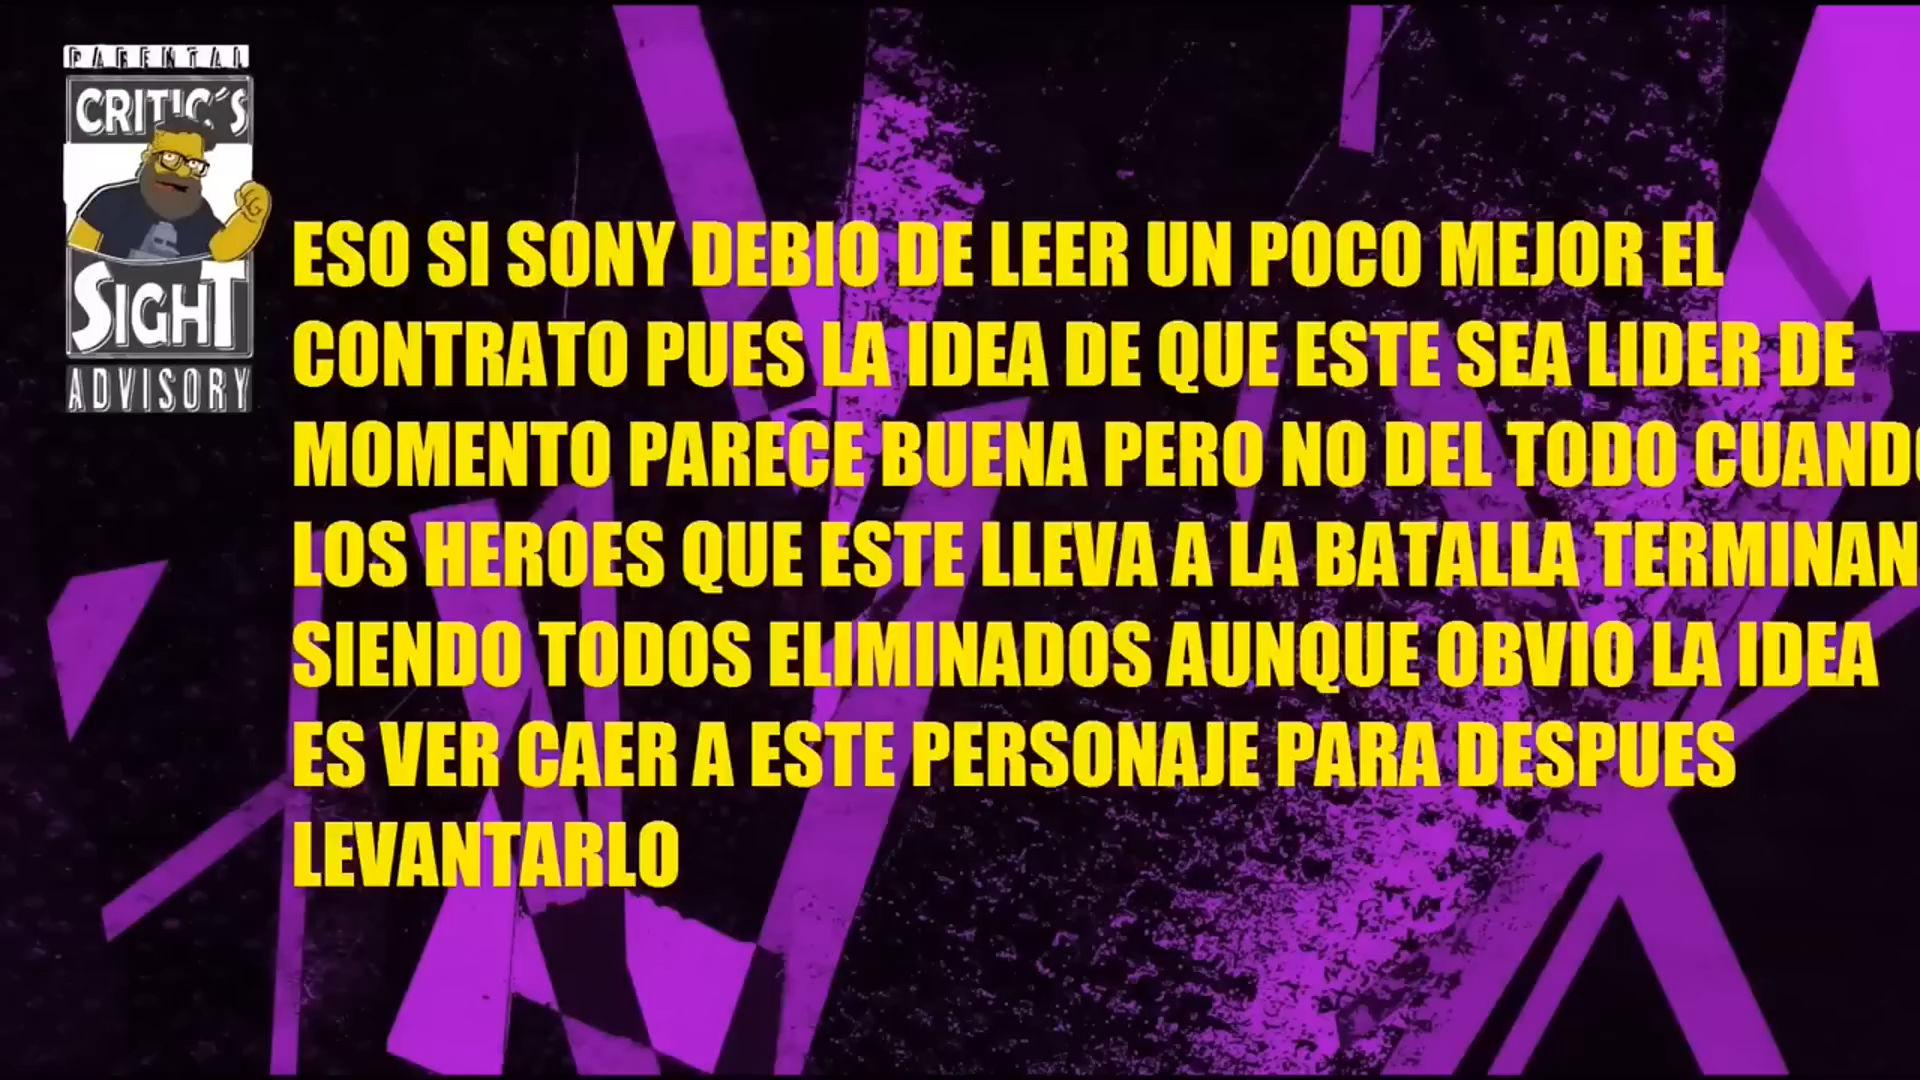 PARENTAL
CRITIC´S
SIGHT
ADVISORY
ESO SI SONY DEBIO DE LEER UN POCO MEJOR EL
CONTRATO PUES LA IDEA DE QUE ESTE SEA LIDER DE
MOMENTO PARECE BUENA PERO NO DEL TODO CUANDO
LOS HEROES QUE ESTE LLEVA A LA BATALLA TERMINAN
SIENDO TODOS ELIMINADOS AUNQUE OBVIO LA IDEA
ES VER CAER A ESTE PERSONAJE PARA DESPUES
LEVANTARLO